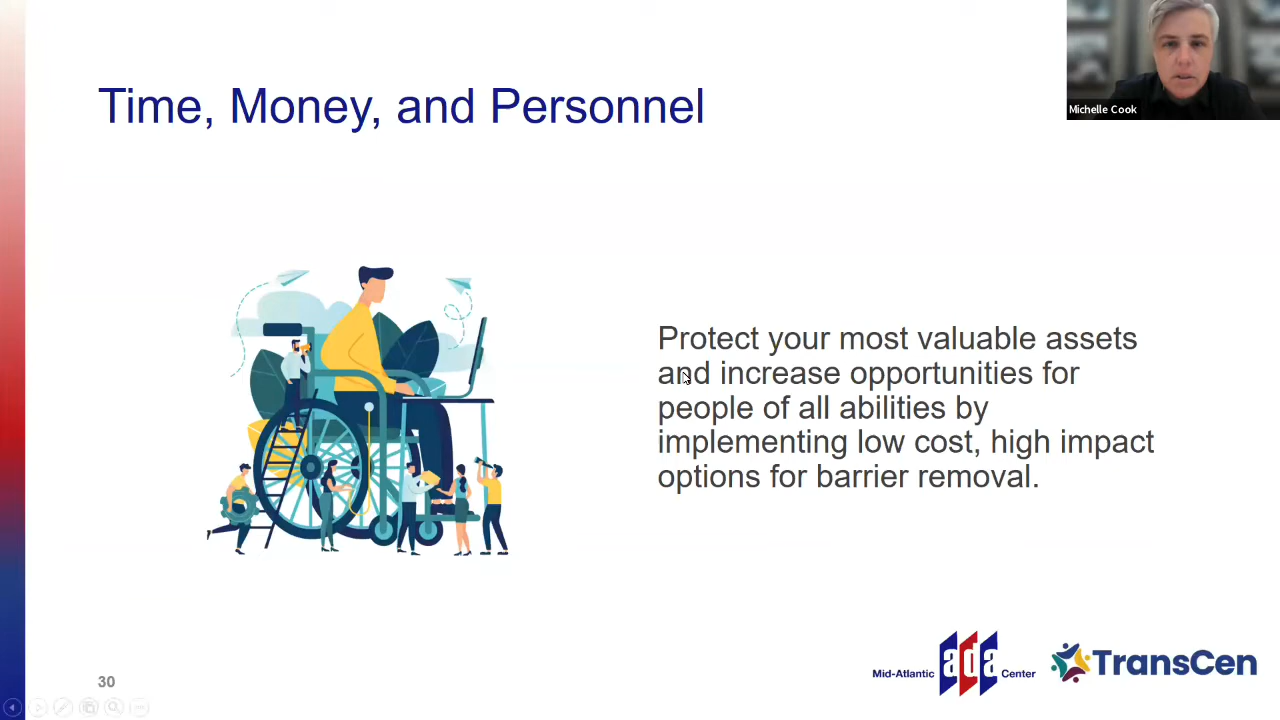 Time, Money, and Personnel
Michelle Cook
Protect your most valuable assets
and increase opportunities for
people of all abilities by
implementing low cost, high impact
options for barrier removal.
30
Mid-Atlantic ada Center
TransCen